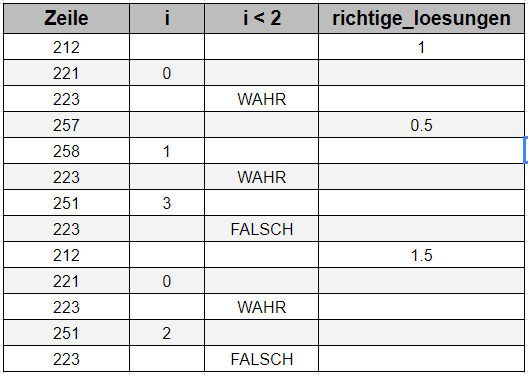 Zeile i i < 2 richtige_loesungen
212 1
221 0
223 WAHR
257 0.5
258 1
223 WAHR
251 3
223 FALSCH
212 1.5
221 0
223 WAHR
251 2
223 FALSCH